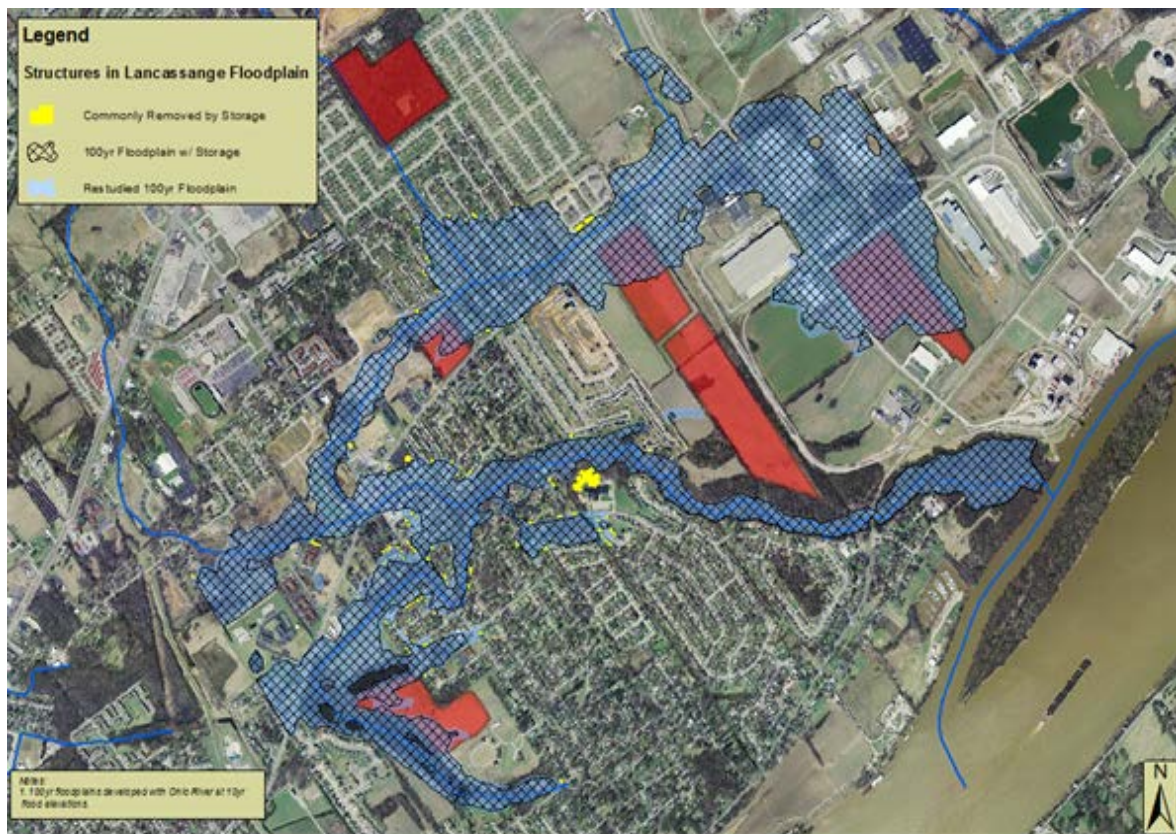 Legend
Structures in Lancassange Floodplain
Commonly Removed by Storage
100yr Floodplain w/ Storage
Restudied 100yr Floodplain
Notes:
1. 100yr floodplains developed with Ohio River at 10yr
flood elevations.
N